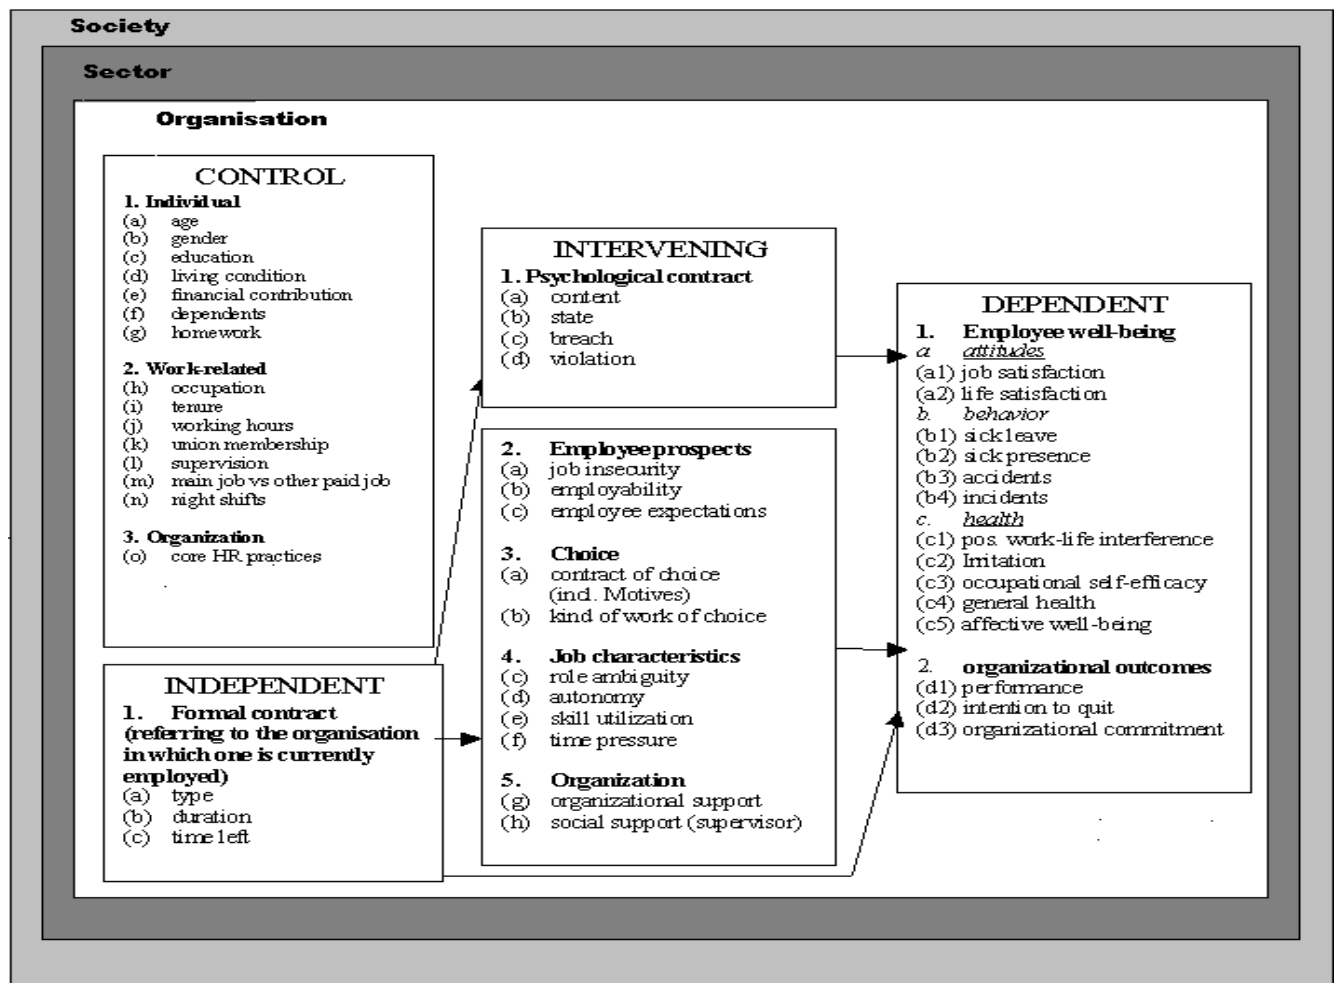 Society
Sector
Organisation
CONTROL
1. Individual
(a) age
(b) gender
(c) education
(d) living condition
(e) financial contribution
(f) dependents
(g) homework
2. Work-related
(h) occupation
(i) tenure
(j) working hours
(k) union membership
(l) supervision
(m) main job vs other paid job
(n) night shifts
3. Organization
(o) core HR practices
INDEPENDENT
1. Formal contract
(referring to the organisation
in which one is currently
employed)
(a) type
(b) duration
(c) time left
INTERVENING
1. Psychological contract
(a) content
(b) state
(c) breach
(d) violation
2. Employee prospects
(a) job insecurity
(b) employability
(c) employee expectations
3. Choice
(a) contract of choice
(incl. Motives)
(b) kind of work of choice
4. Job characteristics
(c) role ambiguity
(d) autonomy
(e) skill utilization
(f) time pressure
5. Organization
(g) organizational support
(h) social support (supervisor)
DEPENDENT
1. Employee well-being
a attitudes
(a1) job satisfaction
(a2) life satisfaction
b. behavior
(b1) sick leave
(b2) sick presence
(b3) accidents
(b4) incidents
c. health
(c1) pos. work-life interference
(c2) Irritation
(c3) occupational self-efficacy
(c4) general health
(c5) affective well-being
2. organizational outcomes
(d1) performance
(d2) intention to quit
(d3) organizational commitment